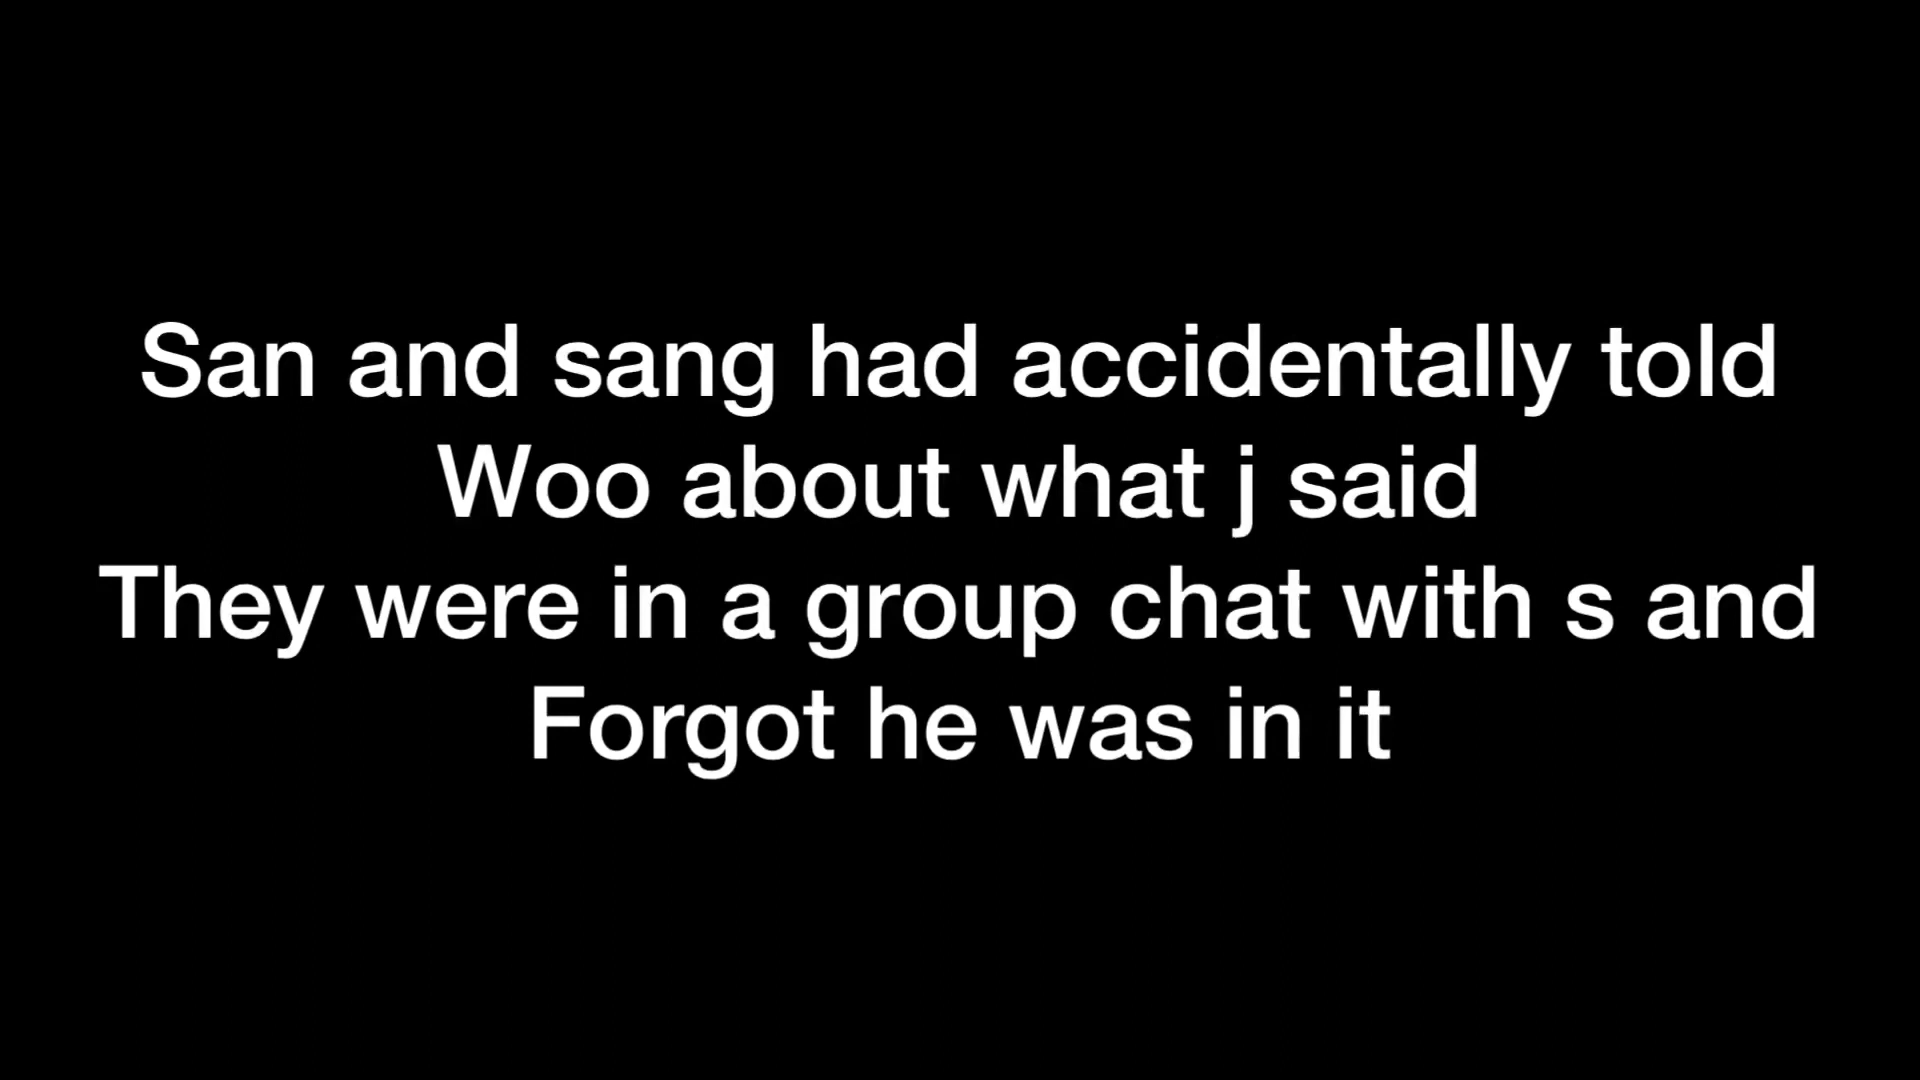 San and sang had accidentally told
Woo about what j said
They were in a group chat with s and
Forgot he was in it